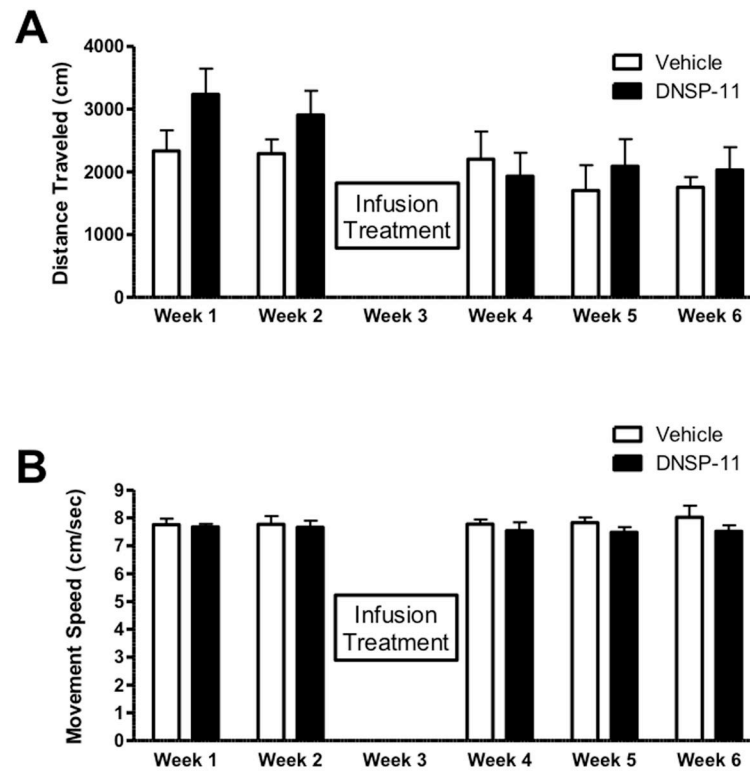 A
Distance Traveled (cm)
4000
3000
2000
1000
0
Vehicle
DNSP-11
Infusion
Treatment
Week 1 Week 2 Week 3 Week 4 Week 5 Week 6
B
Movement Speed (cm/sec)
9
8
7
6
5
4
3
2
1
0
Vehicle
DNSP-11
Infusion
Treatment
Week 1 Week 2 Week 3 Week 4 Week 5 Week 6